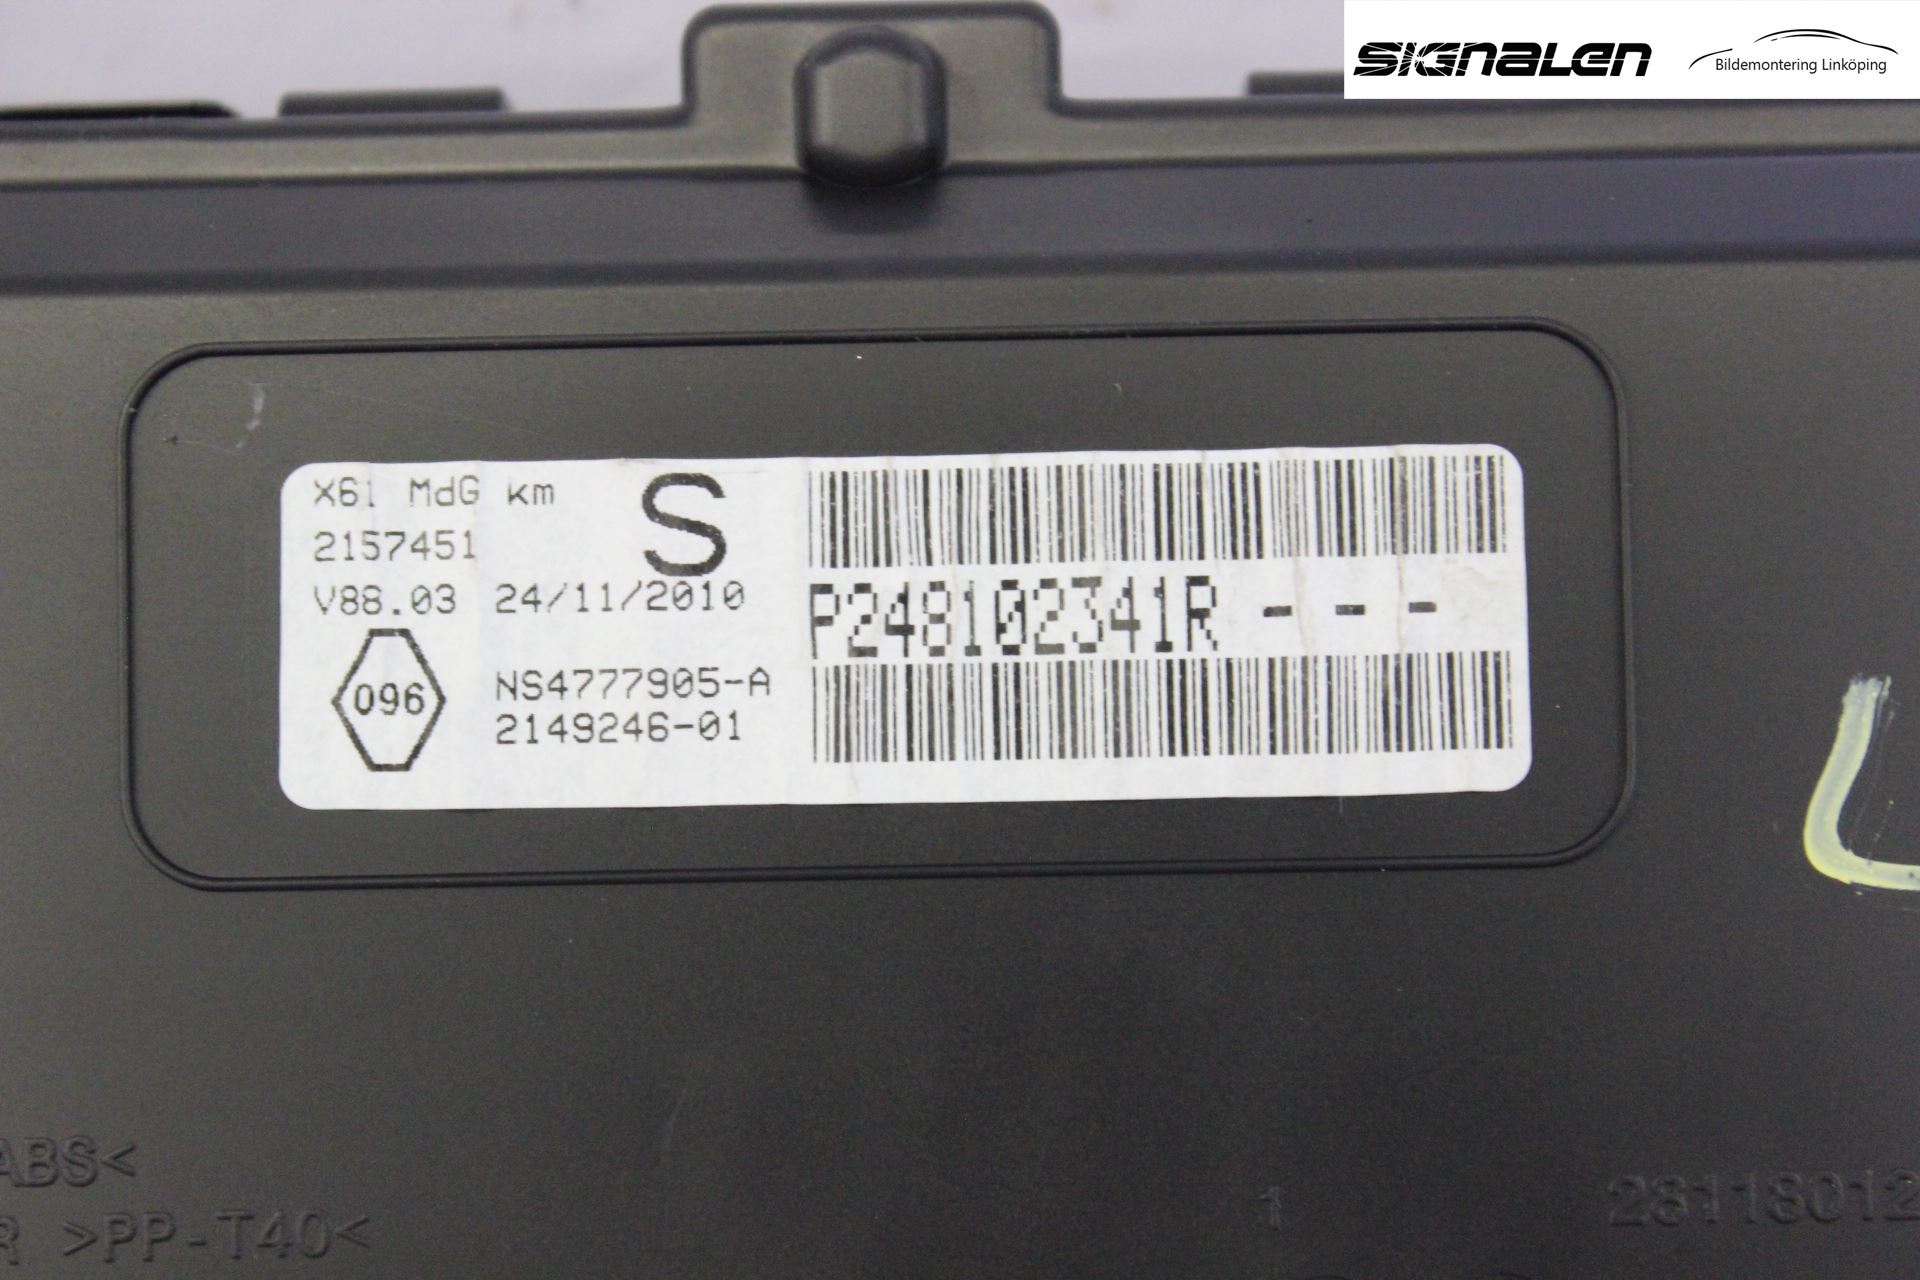 SIGNALEN
Bildemontering Linköping
X61 MdG km
S
2157451
V88.03 24/11/2010
P248102341R - - -
096
NS4777905-A
2149246-01
ABS<
R >PP-T40<
1
28118012